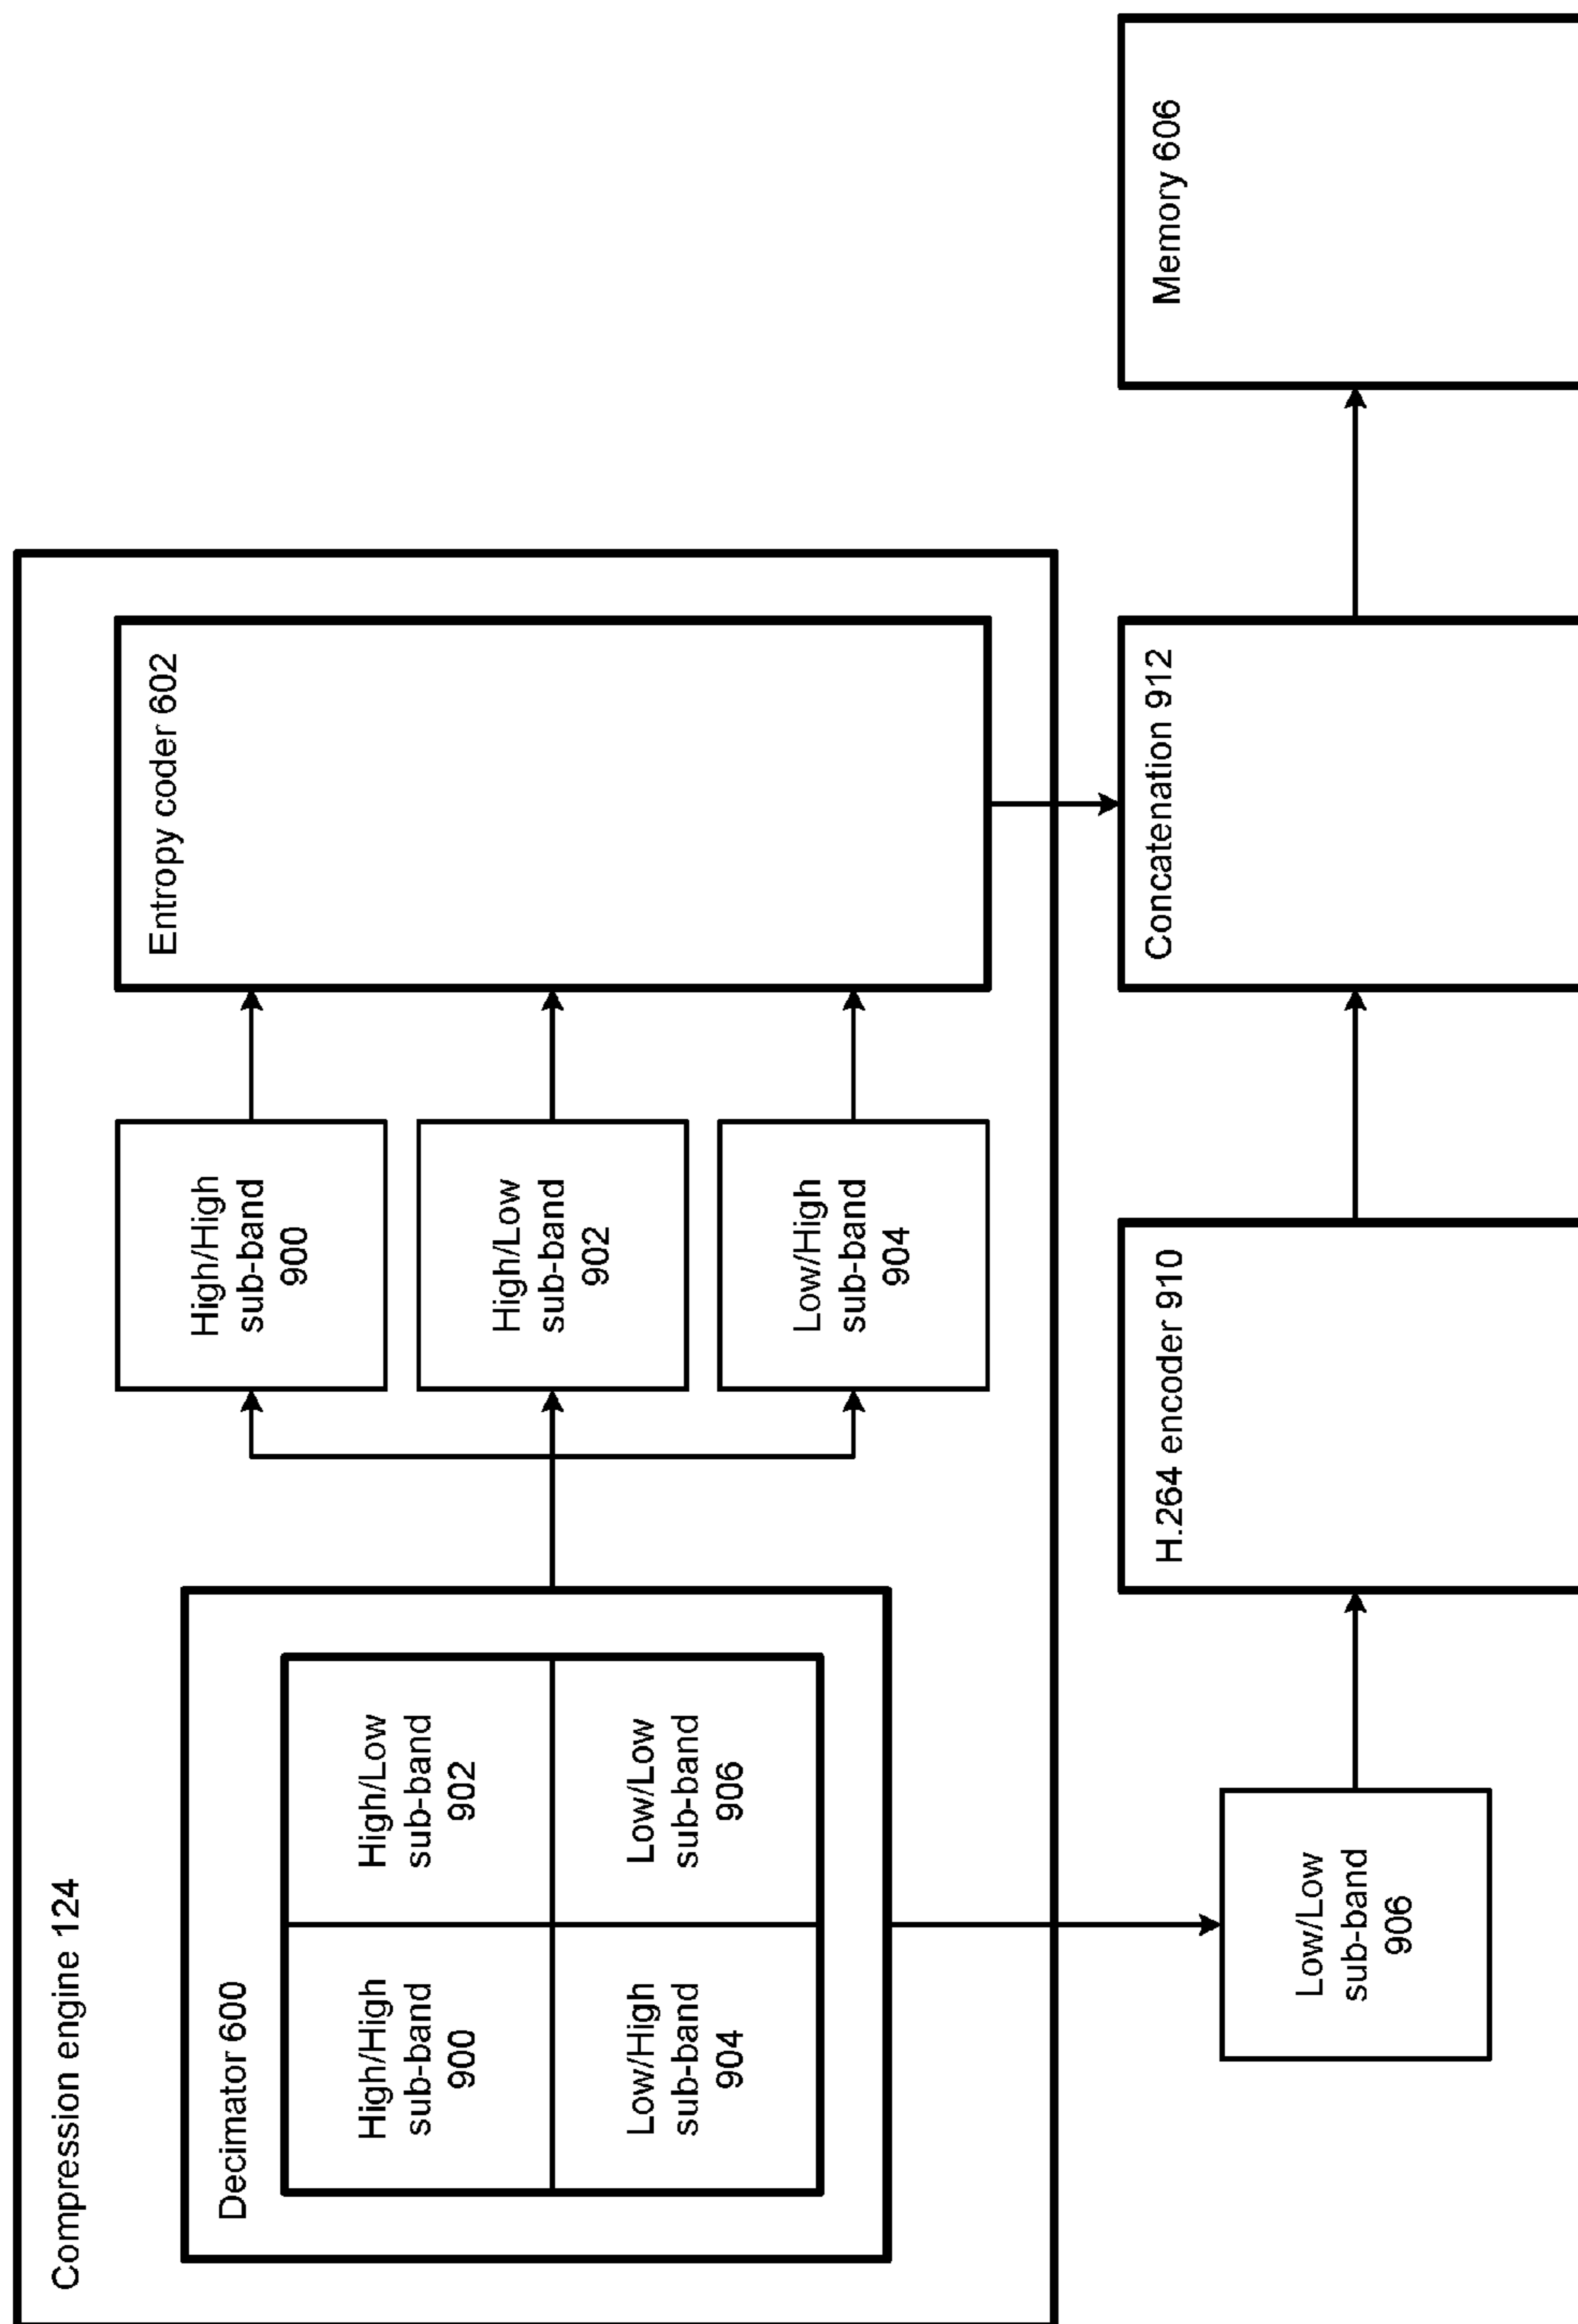 Compression engine 124
Decimator 600
High/High
sub-band
900
High/Low
sub-band
902
Low/High
sub-band
904
Low/Low
sub-band
906
High/High
sub-band
900
High/Low
sub-band
902
Low/High
sub-band
904
Entropy coder 602
Low/Low
sub-band
906
H.264 encoder 910
Concatenation 912
Memory 606